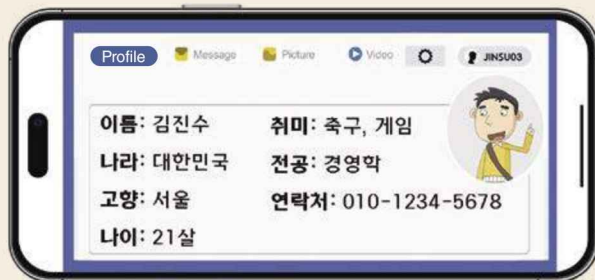 Profile Message Picture Video JINSU03
이름: 김진수 취미: 축구, 게임
나라: 대한민국 전공: 경영학
고향: 서울 연락처: 010-1234-5678
나이: 21살